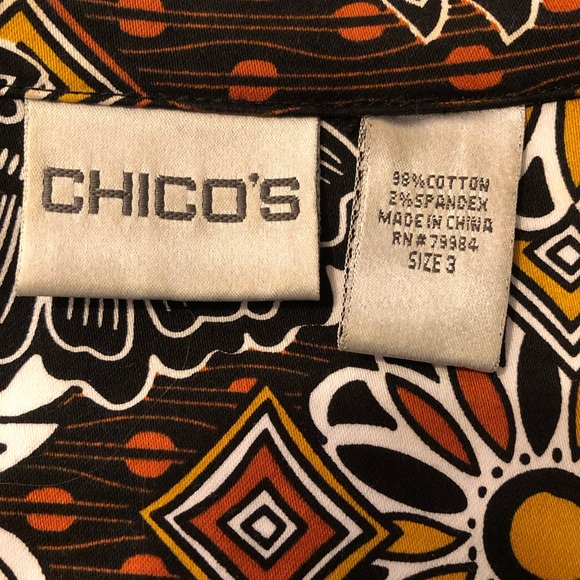 CHICO'S
98% COTTON
2% SPANDEX
MADE IN CHINA
RN# 79984
SIZE 3